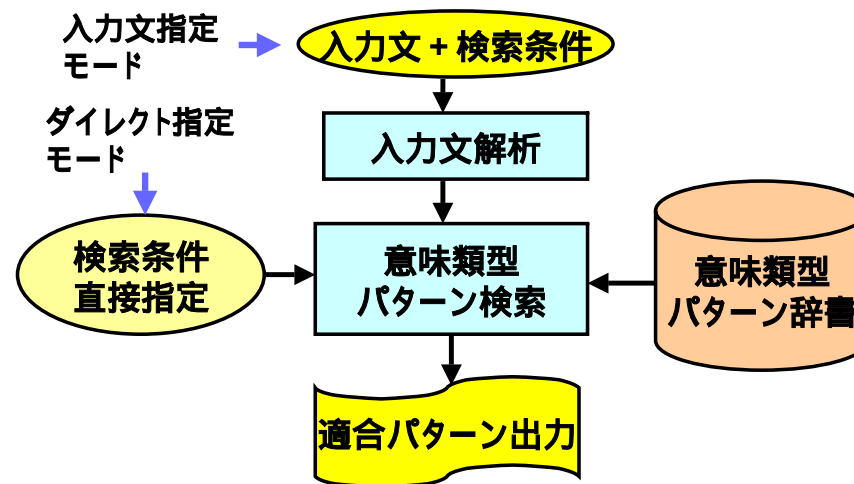 入力文指定
モード
入力文+検索条件
ダイレクト指定
モード
入力文解析
検索条件
直接指定
意味類型
パターン検索
意味類型
パターン辞書
適合パターン出力